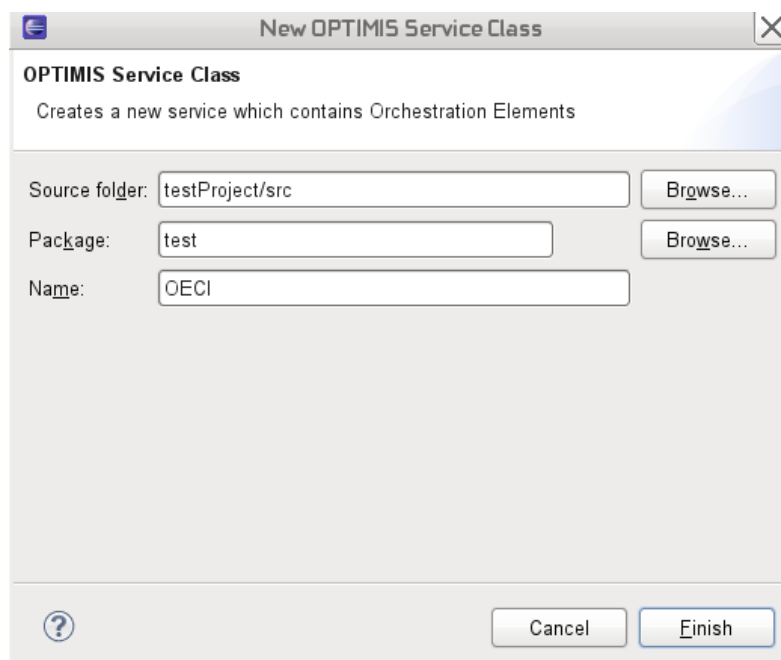 New OPTIMIS Service Class
OPTIMIS Service Class
Creates a new service which contains Orchestration Elements
Source folder: testProject/src Browse...
Package: test Browse...
Name: OECI
? Cancel Finish